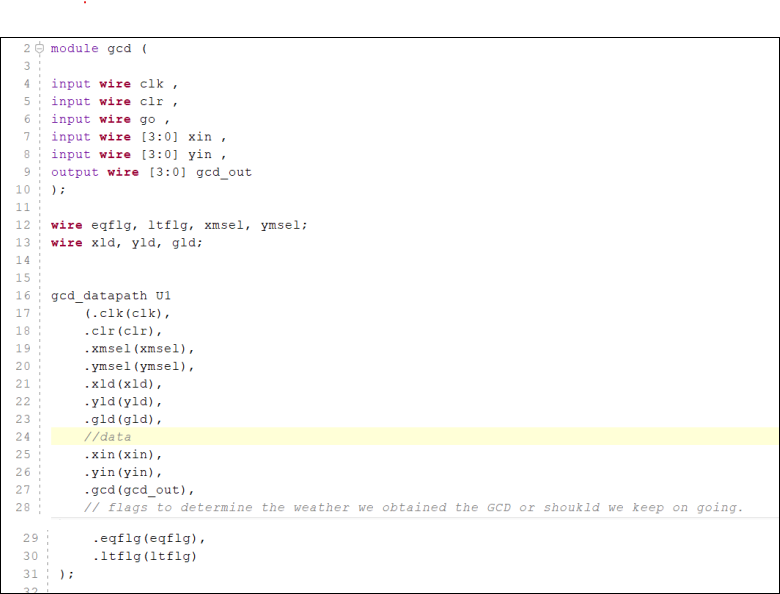 2 module gcd (
3
4 input wire clk ,
5 input wire clr ,
6 input wire go ,
7 input wire [3:0] xin ,
8 input wire [3:0] yin ,
9 output wire [3:0] gcd_out
10 );
11
12 wire eqflg, ltflg, xmsel, ymsel;
13 wire xld, yld, gld;
14
15
16 gcd_datapath U1
17 (.clk(clk),
18 .clr(clr),
19 .xmsel(xmsel),
20 .ymsel(ymsel),
21 .xld(xld),
22 .yld(yld),
23 .gld(gld),
24 //data
25 .xin(xin),
26 .yin(yin),
27 .gcd(gcd_out),
28 // flags to determine the weather we obtained the GCD or shoukld we keep on going.
29 .eqflg(eqflg),
30 .ltflg(ltflg)
31 );
32